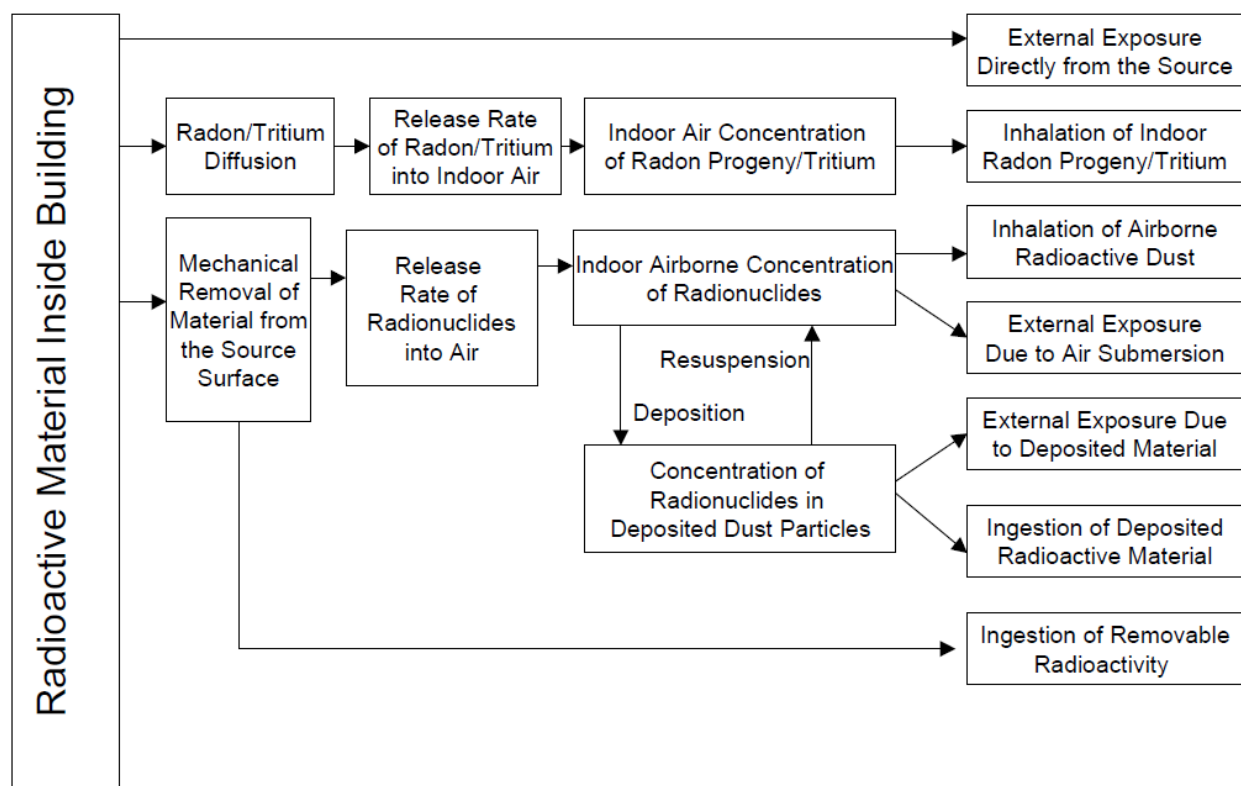 Radioactive Material Inside Building
External Exposure
Directly from the Source
Radon/Tritium
Diffusion
Release Rate
of Radon/Tritium
into Indoor Air
Indoor Air Concentration
of Radon Progeny/Tritium
Inhalation of Indoor
Radon Progeny/Tritium
Mechanical
Removal of
Material from
the Source
Surface
Release
Rate of
Radionuclides
into Air
Indoor Airborne Concentration
of Radionuclides
Inhalation of Airborne
Radioactive Dust
External Exposure
Due to Air Submersion
Resuspension
Deposition
Concentration of
Radionuclides in
Deposited Dust Particles
External Exposure Due
to Deposited Material
Ingestion of Deposited
Radioactive Material
Ingestion of Removable
Radioactivity